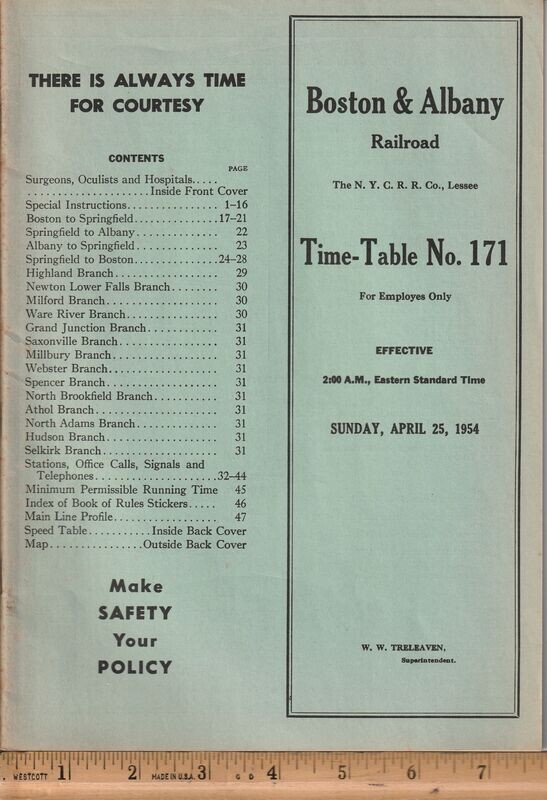 THERE IS ALWAYS TIME
FOR COURTESY
CONTENTS
PAGE
Surgeons, Oculists and Hospitals.....
.....................Inside Front Cover
Special Instructions................ 1–16
Boston to Springfield..............17–21
Springfield to Albany.............. 22
Albany to Springfield.............. 23
Springfield to Boston..............24–28
Highland Branch.................. 29
Newton Lower Falls Branch........ 30
Milford Branch................... 30
Ware River Branch................ 30
Grand Junction Branch............ 31
Saxonville Branch................. 31
Millbury Branch.................. 31
Webster Branch................... 31
Spencer Branch................... 31
North Brookfield Branch........... 31
Athol Branch..................... 31
North Adams Branch.............. 31
Hudson Branch................... 31
Selkirk Branch................... 31
Stations, Office Calls, Signals and
Telephones.....................32–44
Minimum Permissible Running Time 45
Index of Book of Rules Stickers..... 46
Main Line Profile................. 47
Speed Table...........Inside Back Cover
Map................Outside Back Cover
Make
SAFETY
Your
POLICY
Boston & Albany
Railroad
The N. Y. C. R. R. Co., Lessee
Time-Table No. 171
For Employes Only
EFFECTIVE
2:00 A.M., Eastern Standard Time
SUNDAY, APRIL 25, 1954
W. W. TRELEAVEN,
Superintendent.
WESTCOTT 1 2 MADE IN U.S.A. 3 4 5 6 7